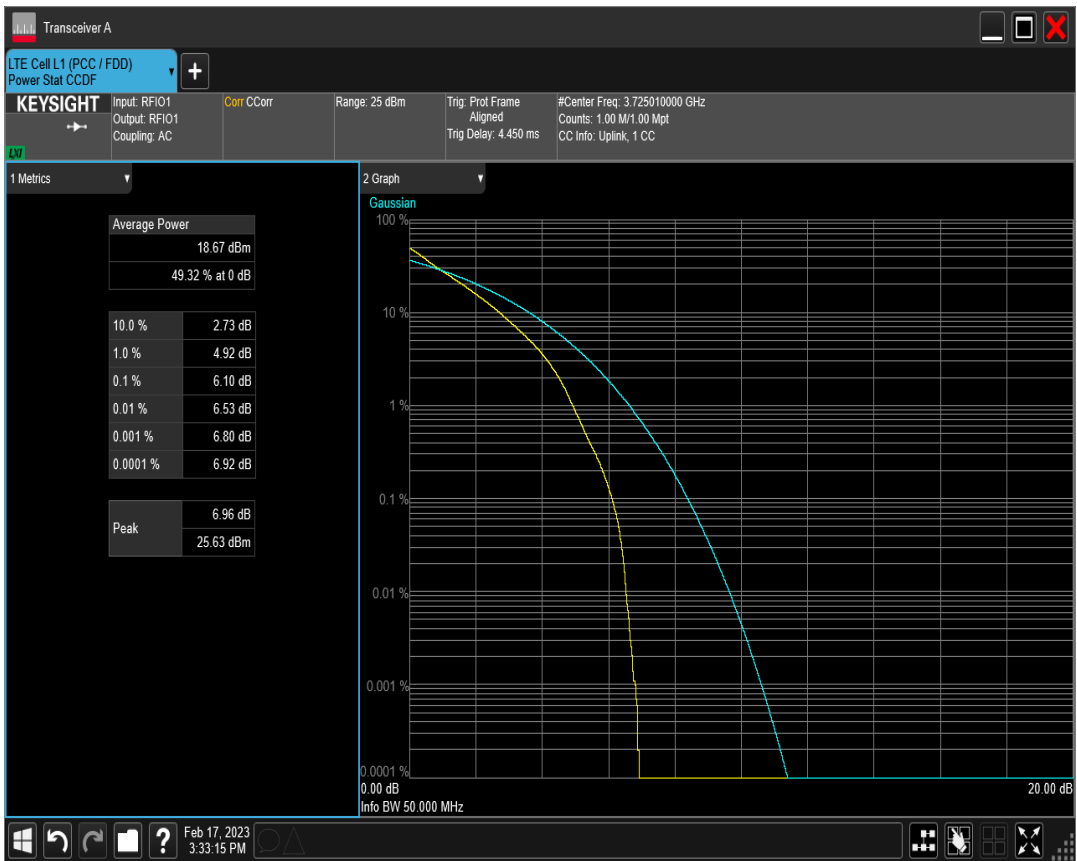 Transceiver A
LTE Cell L1 (PCC / FDD)
Power Stat CCDF
+
KEYSIGHT
LXI
Input: RFIO1
Output: RFIO1
Coupling: AC
Corr CCorr
Range: 25 dBm
Trig: Prot Frame
Aligned
Trig Delay: 4.450 ms
#Center Freq: 3.725010000 GHz
Counts: 1.00 M/1.00 Mpt
CC Info: Uplink, 1 CC
1 Metrics
Average Power
18.67 dBm
49.32 % at 0 dB
10.0 % 2.73 dB
1.0 % 4.92 dB
0.1 % 6.10 dB
0.01 % 6.53 dB
0.001 % 6.80 dB
0.0001 % 6.92 dB
Peak 6.96 dB
25.63 dBm
2 Graph
Gaussian
100 %
10 %
1 %
0.1 %
0.01 %
0.001 %
0.0001 %
0.00 dB 20.00 dB
Info BW 50.000 MHz
?
Feb 17, 2023
3:33:15 PM